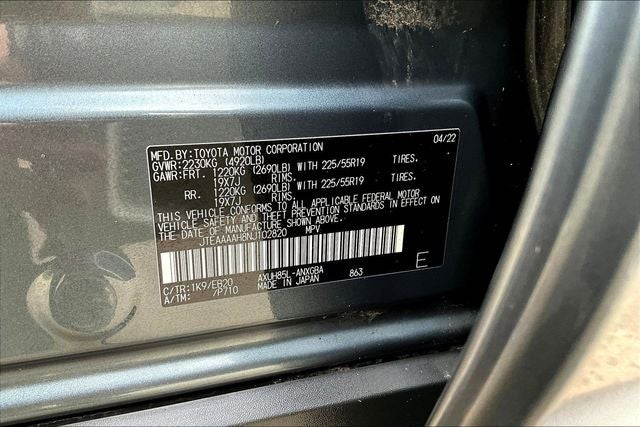 MFD.BY:TOYOTA MOTOR CORPORATION 04/22
GVWR:2230KG (4920LB)
GAWR:FRT. 1220KG (2690LB) WITH 225/55R19 TIRES.
19X7J RIMS.
RR. 1220KG (2690LB) WITH 225/55R19 TIRES.
19X7J RIMS.
THIS VEHICLE CONFORMS TO ALL APPLICABLE FEDERAL MOTOR
VEHICLE SAFETY AND THEFT PREVENTION STANDARDS IN EFFECT ON
THE DATE OF MANUFACTURE SHOWN ABOVE.
JTEAAAAH8NJ102820 MPV
C/TR:1K9/EB20 AXUH85L-ANXGBA 863
A/TM: /P710 MADE IN JAPAN E